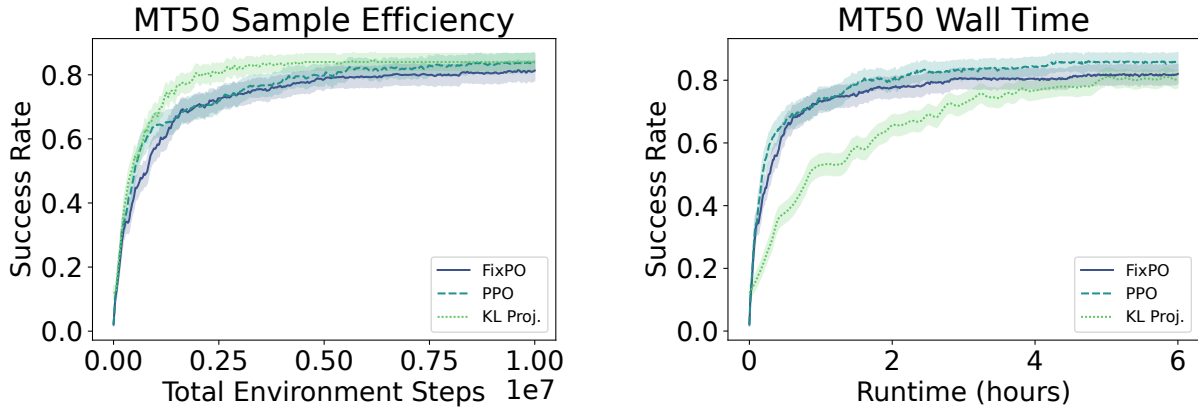 MT50 Sample Efficiency
Success Rate
0.8
0.6
0.4
0.2
0.0
0.00
0.25
0.50
0.75
1.00
1e7
Total Environment Steps
FixPO
PPO
KL Proj.
MT50 Wall Time
Success Rate
0.8
0.6
0.4
0.2
0.0
0
2
4
6
Runtime (hours)
FixPO
PPO
KL Proj.